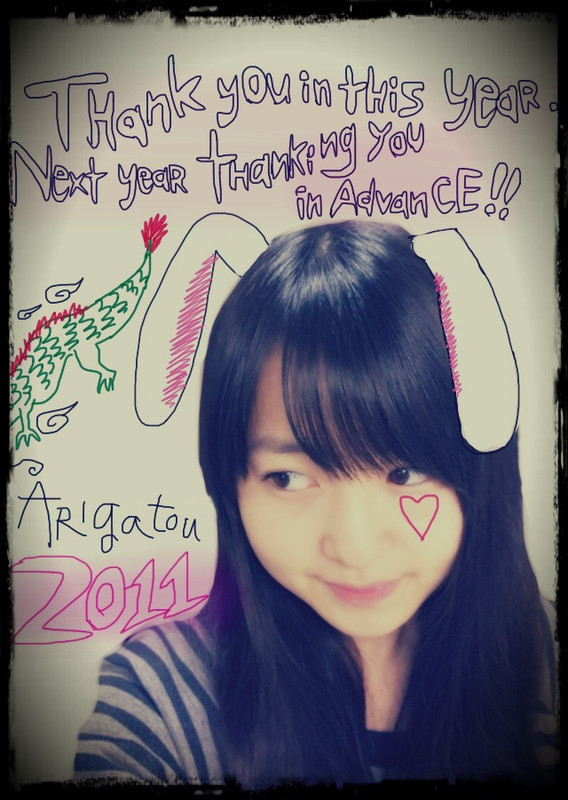 Thank you in this year.
Next year thanking you
in AdvanCE!!
ARigatou
2011